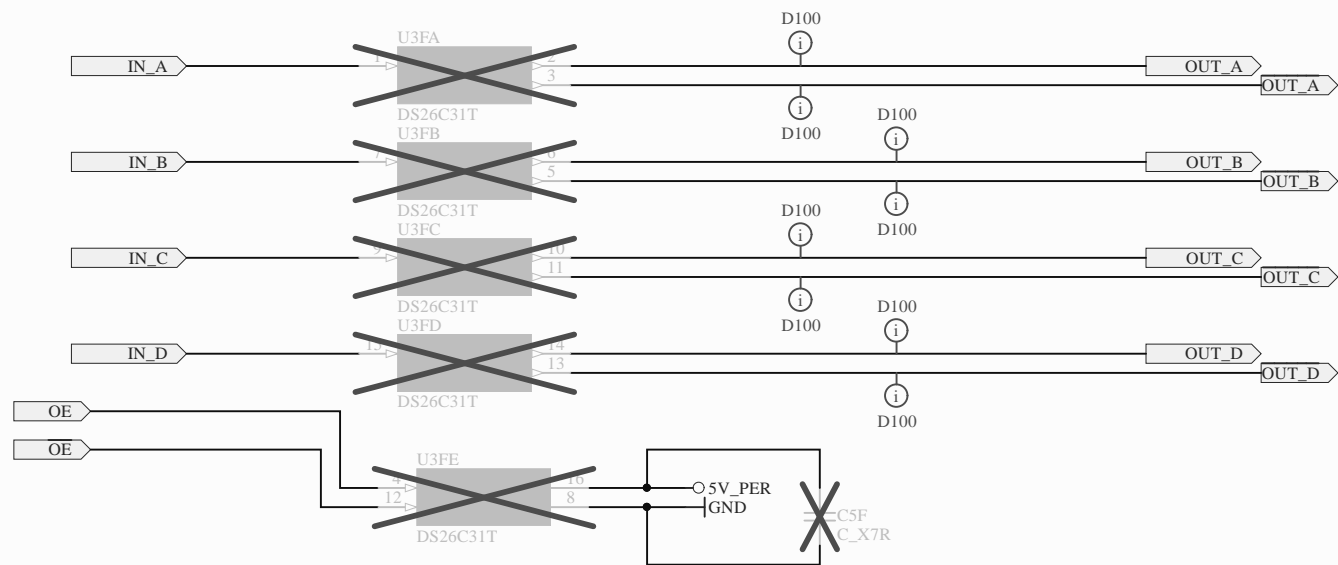 D100
U3FA
IN_A
1
2
OUT_A
3
OUT_A
DS26C31T
D100
D100
U3FB
IN_B
7
6
OUT_B
5
OUT_B
DS26C31T
D100
D100
U3FC
IN_C
9
10
OUT_C
11
OUT_C
DS26C31T
D100
D100
U3FD
IN_D
15
14
OUT_D
13
OUT_D
DS26C31T
D100
OE
OE
U3FE
4
16
5V_PER
12
8
GND
C5F
C_X7R
DS26C31T
i
i
i
i
i
i
i
i